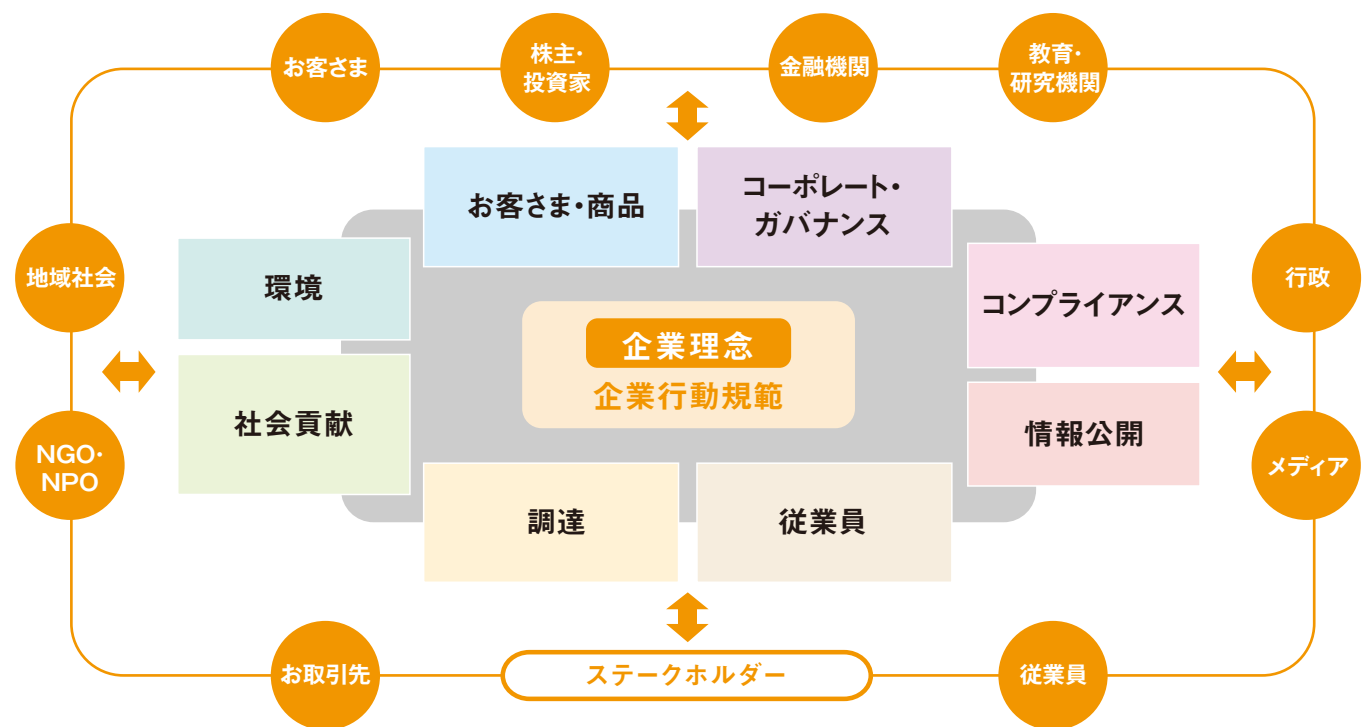 お客さま
株主・
投資家
金融機関
教育・
研究機関
お客さま・商品
コーポレート・
ガバナンス
地域社会
環境
コンプライアンス
行政
企業理念
企業行動規範
社会貢献
情報公開
NGO・
NPO
メディア
調達
従業員
お取引先
ステークホルダー
従業員